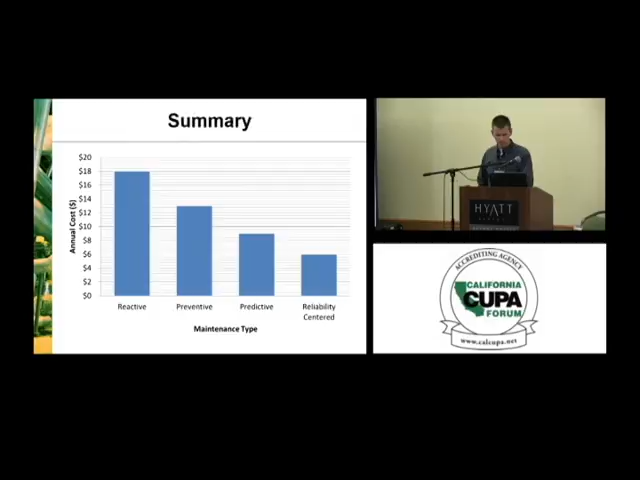 Summary
$20
$18
$16
$14
$12
$10
$8
$6
$4
$2
$0
Annual Cost ($)
Reactive
Preventive
Predictive
Reliability
Centered
Maintenance Type
HYATT
ACCREDITING AGENCY
CALIFORNIA
CUPA
FORUM
www.calcupa.net